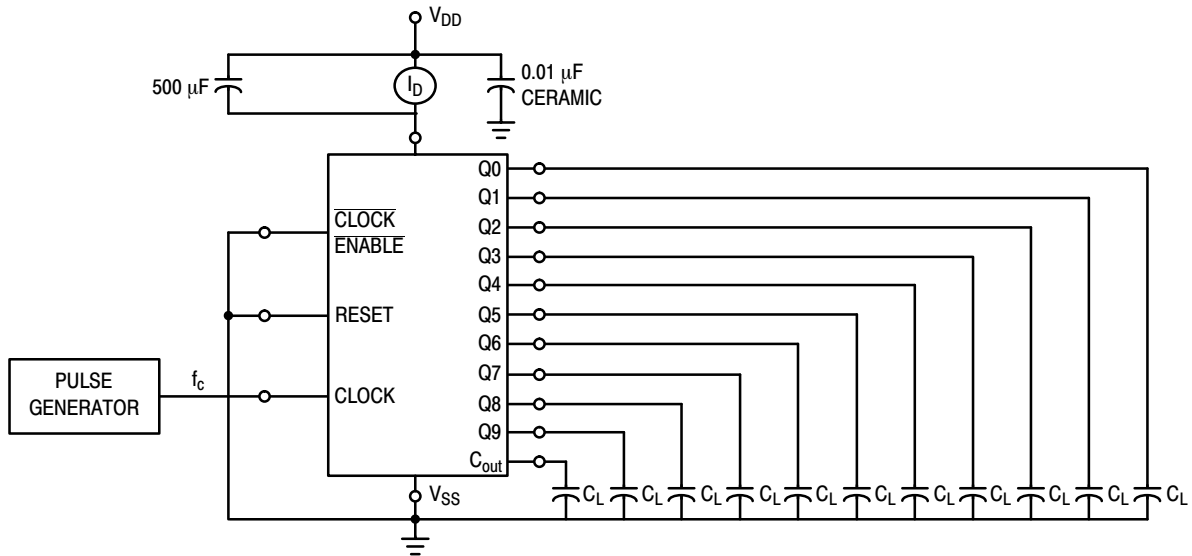 V_DD
500 μF
I_D
0.01 μF
CERAMIC
Q0
Q1
CLOCK
Q2
ENABLE
Q3
Q4
RESET
Q5
Q6
PULSE
GENERATOR
f_c
Q7
CLOCK
Q8
Q9
C_out
V_SS
C_L C_L C_L C_L C_L C_L C_L C_L C_L C_L C_L